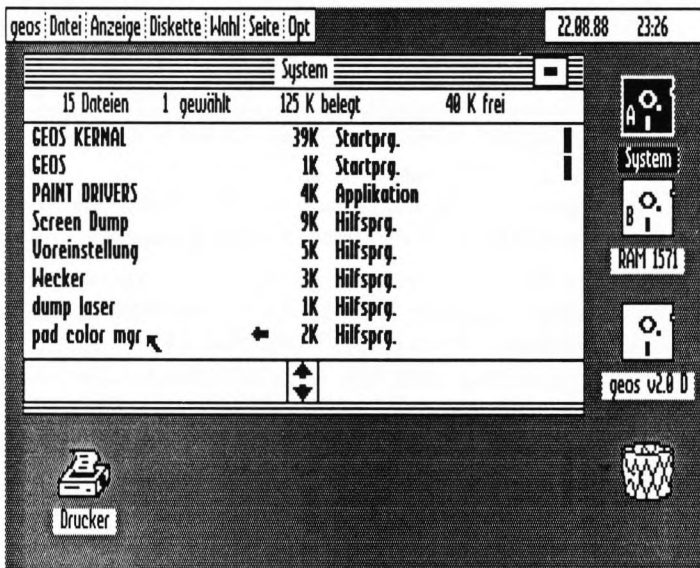 geos Datei Anzeige Diskette Wahl Seite Opt 22.08.88 23:26
System
15 Dateien 1 gewählt 125 K belegt 40 K frei
GEOS KERNAL 39K Startprg.
GEOS 1K Startprg.
PAINT DRIVERS 4K Applikation
Screen Dump 9K Hilfsprg.
Voreinstellung 5K Hilfsprg.
Wecker 3K Hilfsprg.
dump laser 1K Hilfsprg.
pad color mgr 2K Hilfsprg.
A
System
B
RAM 1571
geos v2.0 D
Drucker